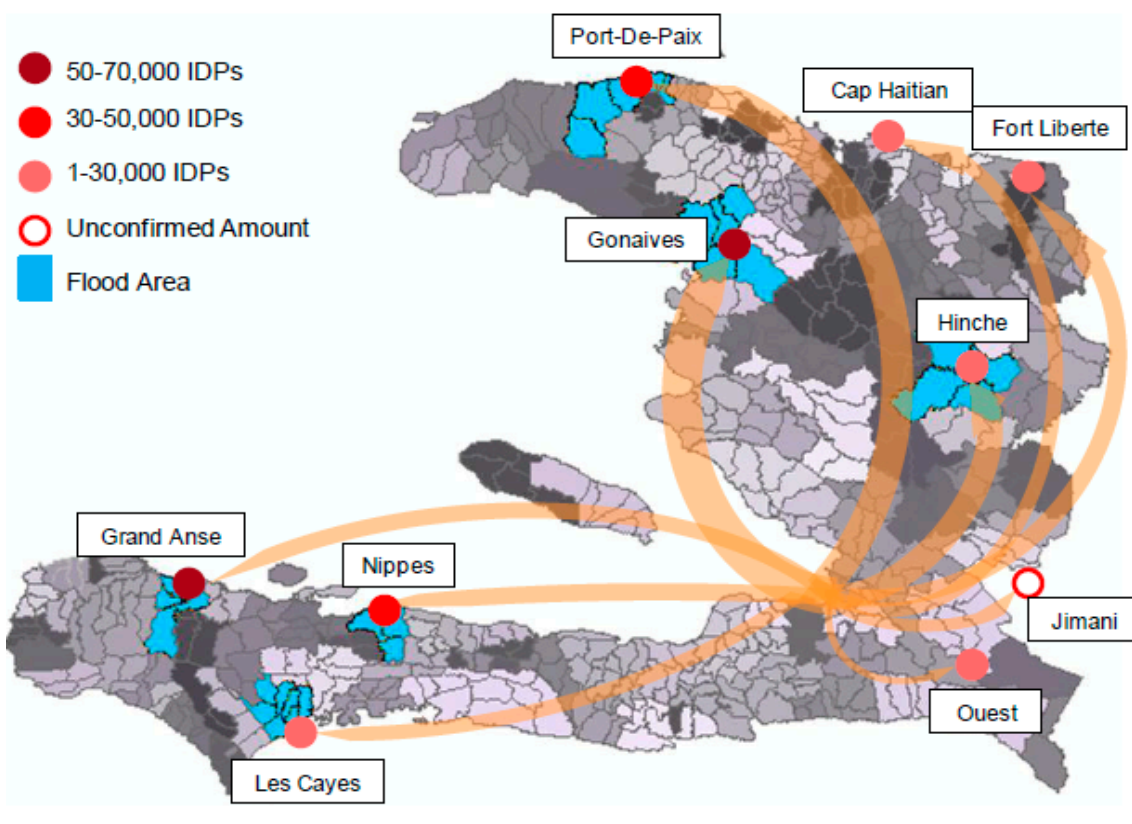 50-70,000 IDPs
30-50,000 IDPs
1-30,000 IDPs
Unconfirmed Amount
Flood Area
Port-De-Paix
Cap Haitian
Fort Liberte
Gonaives
Hinche
Grand Anse
Nippes
Jimani
Ouest
Les Cayes